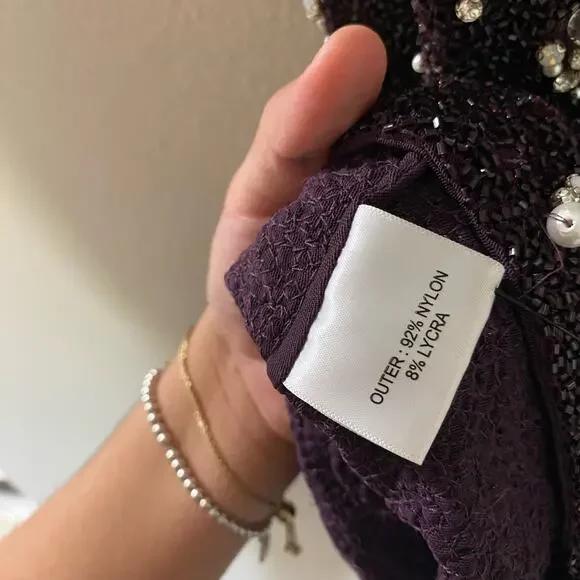 OUTER : 92% NYLON
8% LYCRA